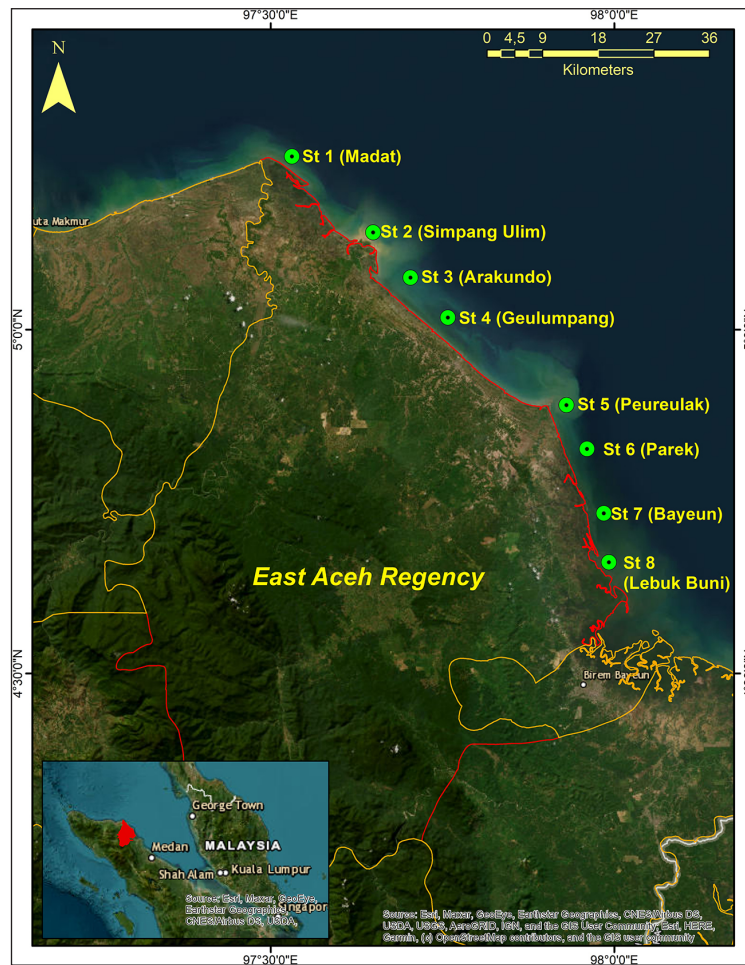 97°30'0"E 98°0'0"E
N
0 4,5 9 18 27 36
Kilometers
St 1 (Madat)
uta Makmur
St 2 (Simpang Ulim)
St 3 (Arakundo)
St 4 (Geulumpang)
5°0'0"N
St 5 (Peureulak)
St 6 (Parek)
St 7 (Bayeun)
St 8
(Lebuk Buni)
East Aceh Regency
4°30'0"N
Birem Bayeun
George Town
Medan
MALAYSIA
Shah Alam
Kuala Lumpur
ngapor
Source: Esri, Maxar, GeoEye,
Earthstar Geographics,
CNES/Airbus DS, USDA,
Source: Esri, Maxar, GeoEye, Earthstar Geographics, CNES/Airbus DS,
USDA, USGS, AeroGRID, IGN, and the GIS User Community, Esri, HERE,
Garmin, (c) OpenStreetMap contributors, and the GIS user community
97°30'0"E 98°0'0"E